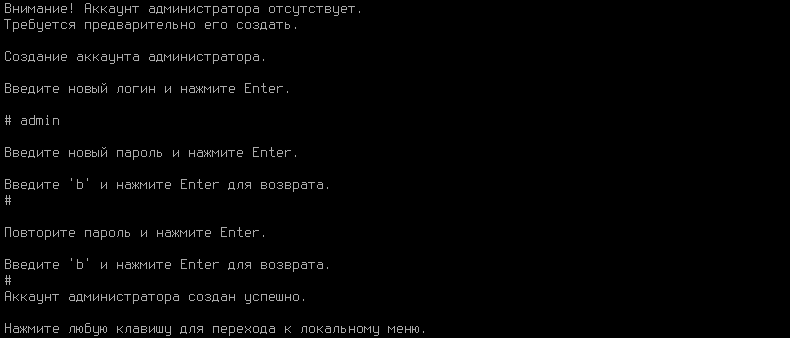 Внимание! Аккаунт администратора отсутствует.
Требуется предварительно его создать.
Создание аккаунта администратора.
Введите новый логин и нажмите Enter.
# admin
Введите новый пароль и нажмите Enter.
Введите 'b' и нажмите Enter для возврата.
#
Повторите пароль и нажмите Enter.
Введите 'b' и нажмите Enter для возврата.
#
Аккаунт администратора создан успешно.
Нажмите любую клавишу для перехода к локальному меню.